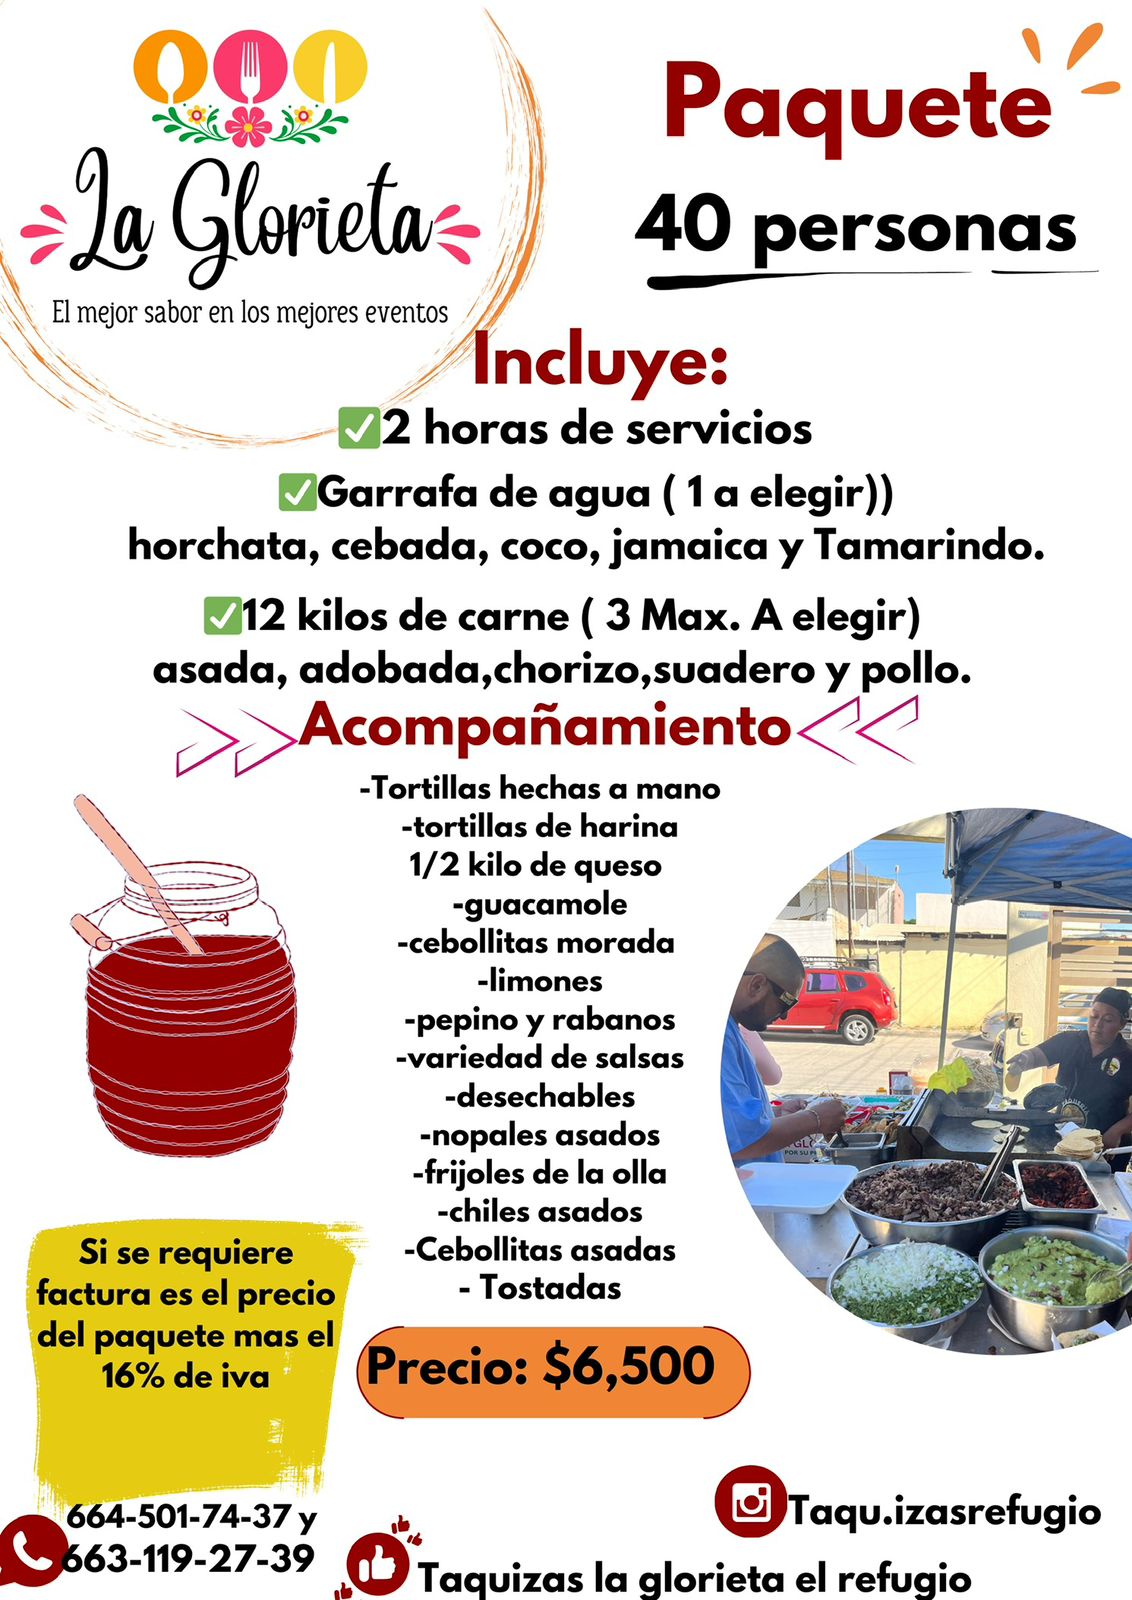 La Glorieta
El mejor sabor en los mejores eventos
Paquete
40 personas
Incluye:
✅2 horas de servicios
✅Garrafa de agua ( 1 a elegir))
horchata, cebada, coco, jamaica y Tamarindo.
✅12 kilos de carne ( 3 Max. A elegir)
asada, adobada,chorizo,suadero y pollo.
Acompañamiento
-Tortillas hechas a mano
-tortillas de harina
1/2 kilo de queso
-guacamole
-cebollitas morada
-limones
-pepino y rabanos
-variedad de salsas
-desechables
-nopales asados
-frijoles de la olla
-chiles asados
-Cebollitas asadas
- Tostadas
Si se requiere
factura es el precio
del paquete mas el
16% de iva
Precio: $6,500
664-501-74-37 y
663-119-27-39
Taqu.izasrefugio
Taquizas la glorieta el refugio